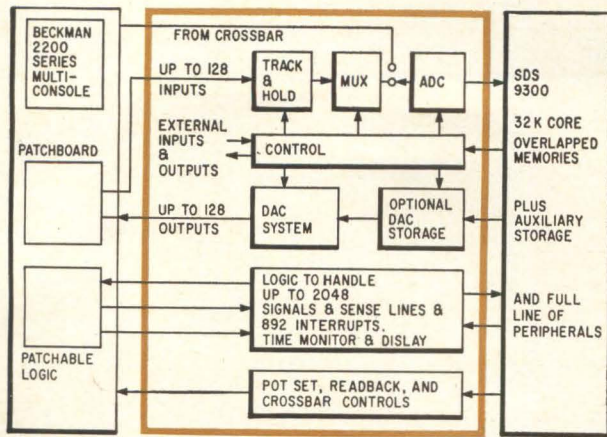 BECKMAN
2200
SERIES
MULTI-
CONSOLE
FROM CROSSBAR
UP TO 128
INPUTS
TRACK
&
HOLD
MUX
ADC
SDS
9300
EXTERNAL
INPUTS
&
OUTPUTS
CONTROL
32K CORE
OVERLAPPED
MEMORIES
PATCHBOARD
UP TO 128
OUTPUTS
DAC
SYSTEM
OPTIONAL
DAC
STORAGE
PLUS
AUXILIARY
STORAGE
LOGIC TO HANDLE
UP TO 2048
SIGNALS & SENSE LINES &
892 INTERRUPTS.
TIME MONITOR & DISLAY
AND FULL
LINE OF
PERIPHERALS
PATCHABLE
LOGIC
POT SET, READBACK, AND
CROSSBAR CONTROLS